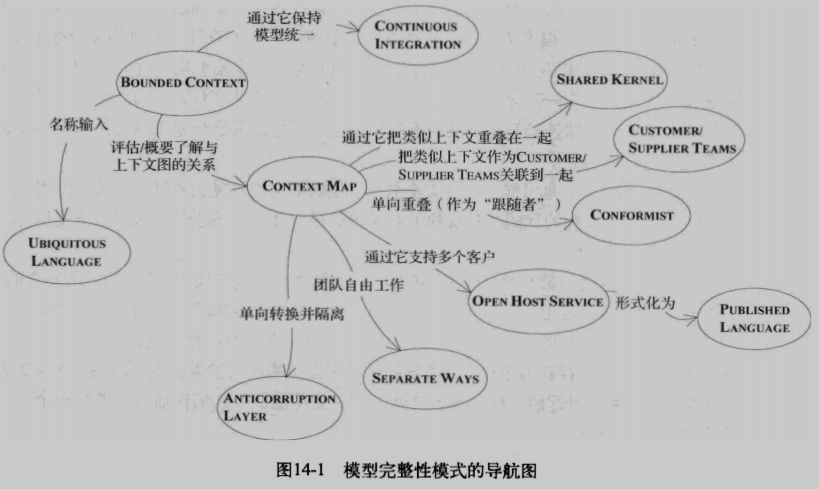 通过它保持
模型统一
CONTINUOUS
INTEGRATION
BOUNDED CONTEXT
SHARED KERNEL
名称输入
评估/概要了解与
上下文图的关系
通过它把类似上下文重叠在一起
CUSTOMER/
SUPPLIER TEAMS
把类似上下文作为CUSTOMER/
SUPPLIER TEAMS关联到一起
CONTEXT MAP
单向重叠（作为“跟随者”）
CONFORMIST
UBIQUITOUS
LANGUAGE
通过它支持多个客户
团队自由工作
OPEN HOST SERVICE
形式化为
PUBLISHED
LANGUAGE
单向转换并隔离
SEPARATE WAYS
ANTICORRUPTION
LAYER
图14-1 模型完整性模式的导航图